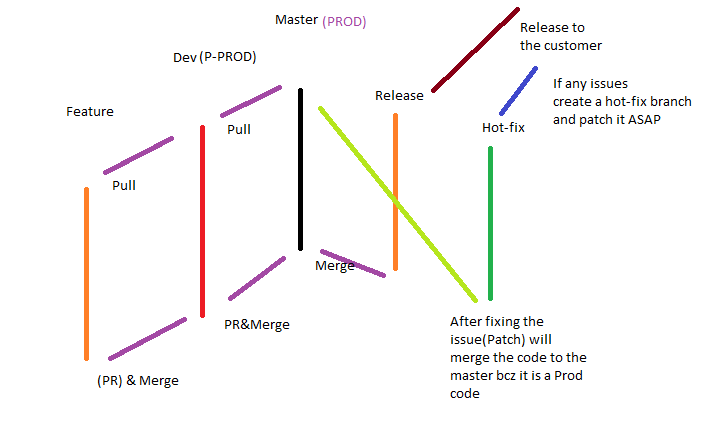 Master (PROD)
Release to
the customer
Dev (P-PROD)
If any issues
create a hot-fix branch
and patch it ASAP
Release
Feature
Pull
Hot-fix
Pull
Merge
PR&Merge
After fixing the
issue(Patch) will
merge the code to the
master bcz it is a Prod
code
(PR) & Merge